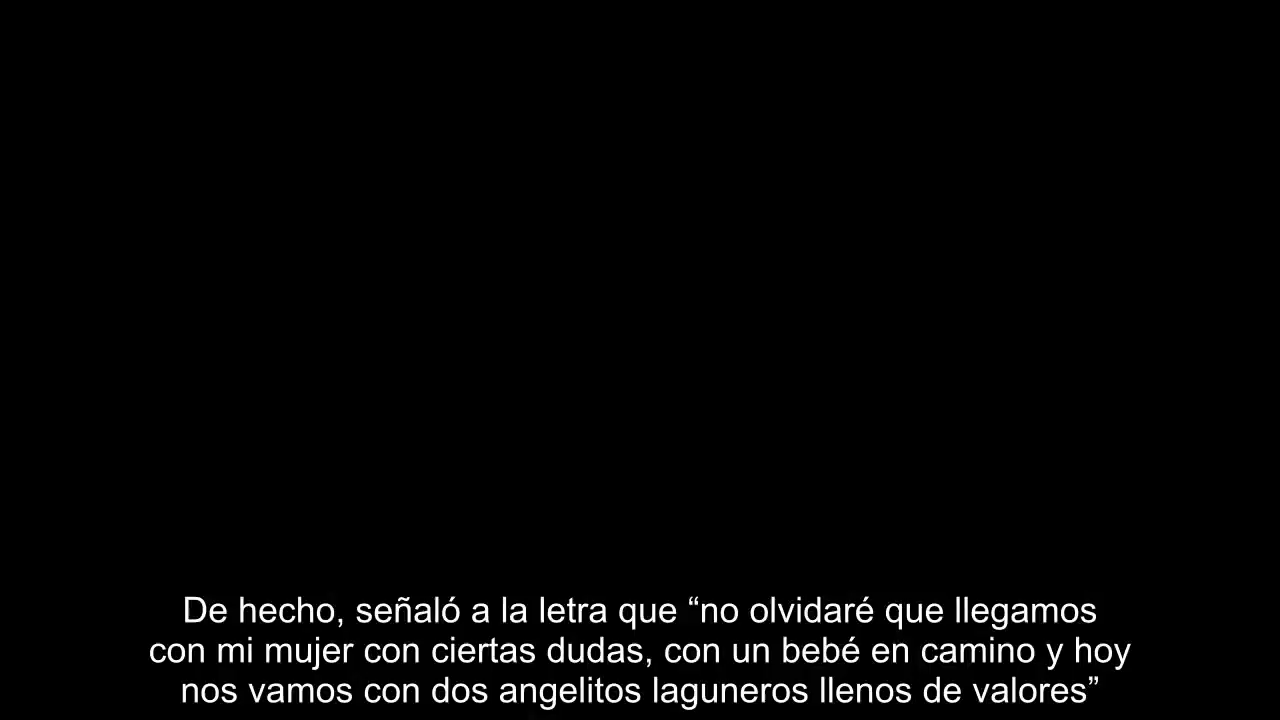 De hecho, señaló a la letra que “no olvidaré que llegamos
con mi mujer con ciertas dudas, con un bebé en camino y hoy
nos vamos con dos angelitos laguneros llenos de valores”